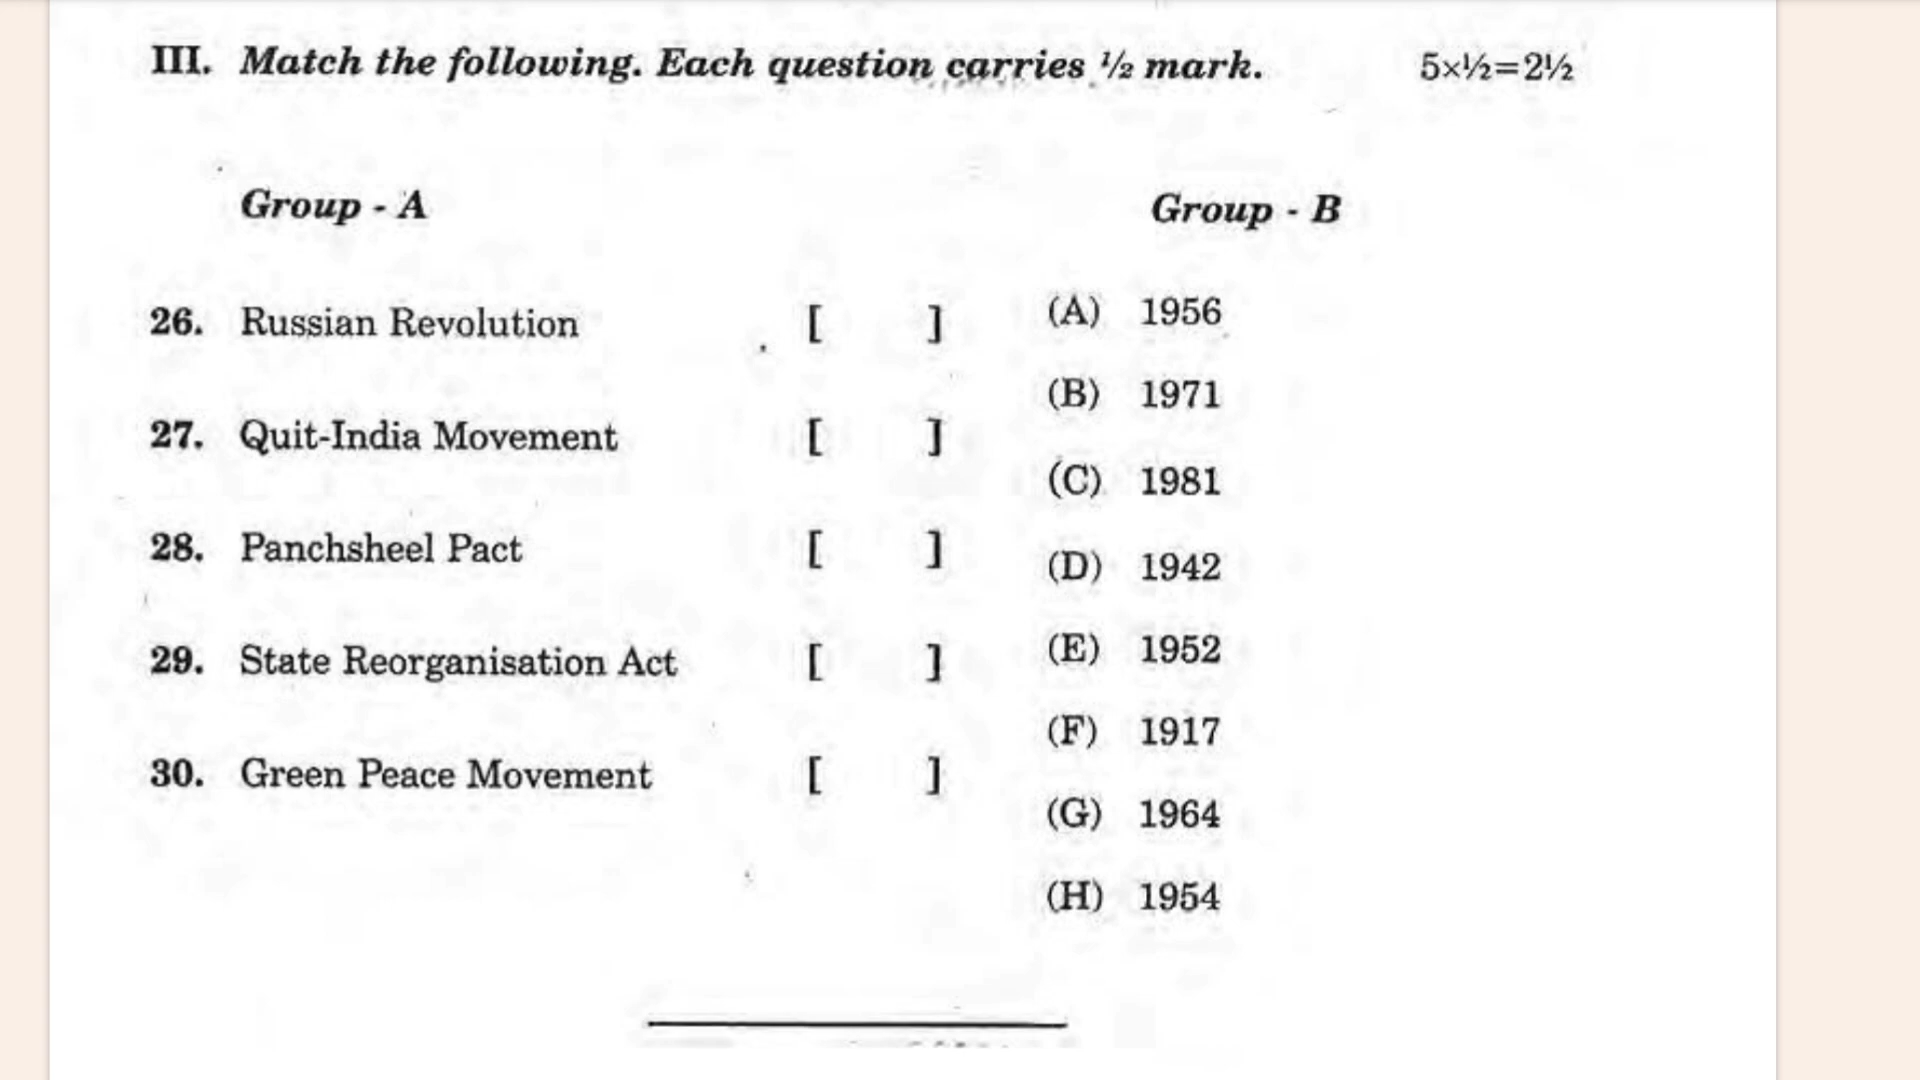 III. Match the following. Each question carries ½ mark. 5×½=2½
Group - A Group - B
26. Russian Revolution [ ] (A) 1956
(B) 1971
27. Quit-India Movement [ ]
(C) 1981
28. Panchsheel Pact [ ] (D) 1942
29. State Reorganisation Act [ ] (E) 1952
(F) 1917
30. Green Peace Movement [ ]
(G) 1964
(H) 1954